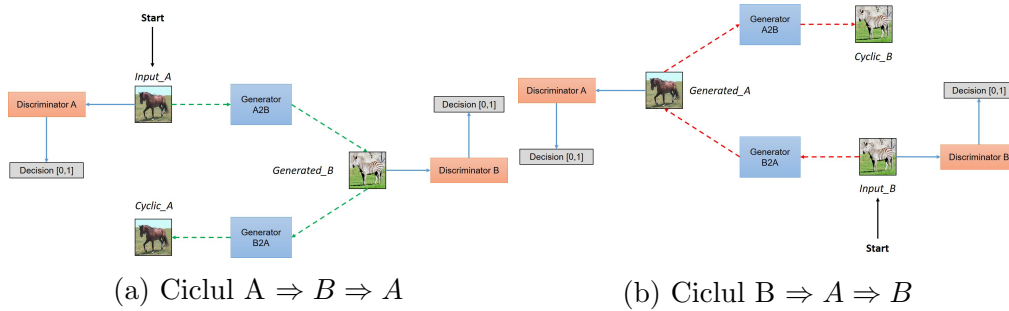 Start
Input_A
Discriminator A
Generator
A2B
Decision [0,1]
Decision [0,1]
Generated_B
Discriminator B
Cyclic_A
Generator
B2A
(a) Ciclul A ⇒ B ⇒ A
Generator
A2B
Cyclic_B
Discriminator A
Generated_A
Decision [0,1]
Decision [0,1]
Generator
B2A
Discriminator B
Input_B
Start
(b) Ciclul B ⇒ A ⇒ B